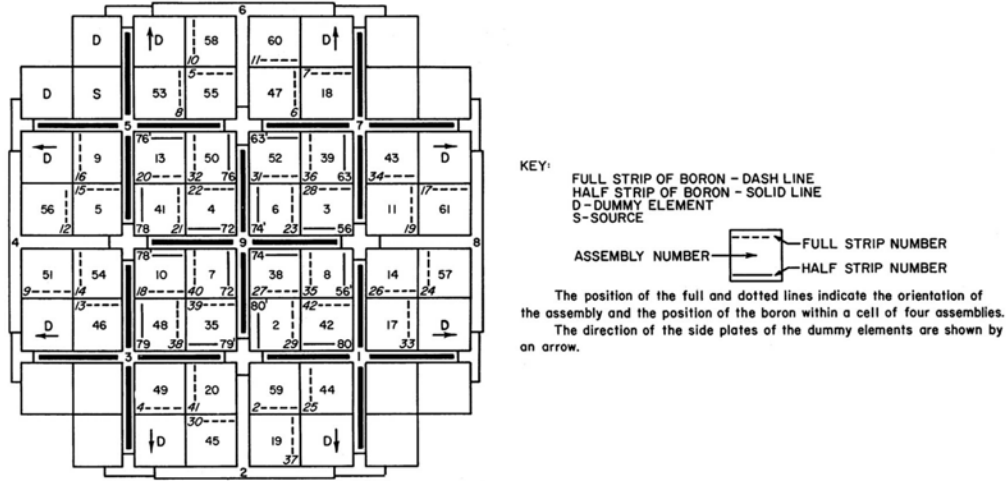 6
D D 58 60 D
10 11
5 7
D S 53 55 47 18
8 6
5 7
76' 63'
D 9 13 50 52 39 43 D
16 20 32 76 31 36 63 34
15 22 28 17
56 5 41 4 6 3 11 61
12 78 21 72 74' 23 56 19
4 9 8
78' 74
51 54 10 7 38 8 14 57
9 14 18 40 72 27 35 56' 26 24
13 39 80' 42
D 46 48 35 2 42 17 D
79 38 79' 29 80 33
3 1
49 20 59 44
4 41 2 25
30
D 45 19 D
37
2
KEY:
FULL STRIP OF BORON - DASH LINE
HALF STRIP OF BORON - SOLID LINE
D - DUMMY ELEMENT
S - SOURCE
FULL STRIP NUMBER
ASSEMBLY NUMBER 8
HALF STRIP NUMBER
The position of the full and dotted lines indicate the orientation of
the assembly and the position of the boron within a cell of four assemblies.
The direction of the side plates of the dummy elements are shown by
an arrow.